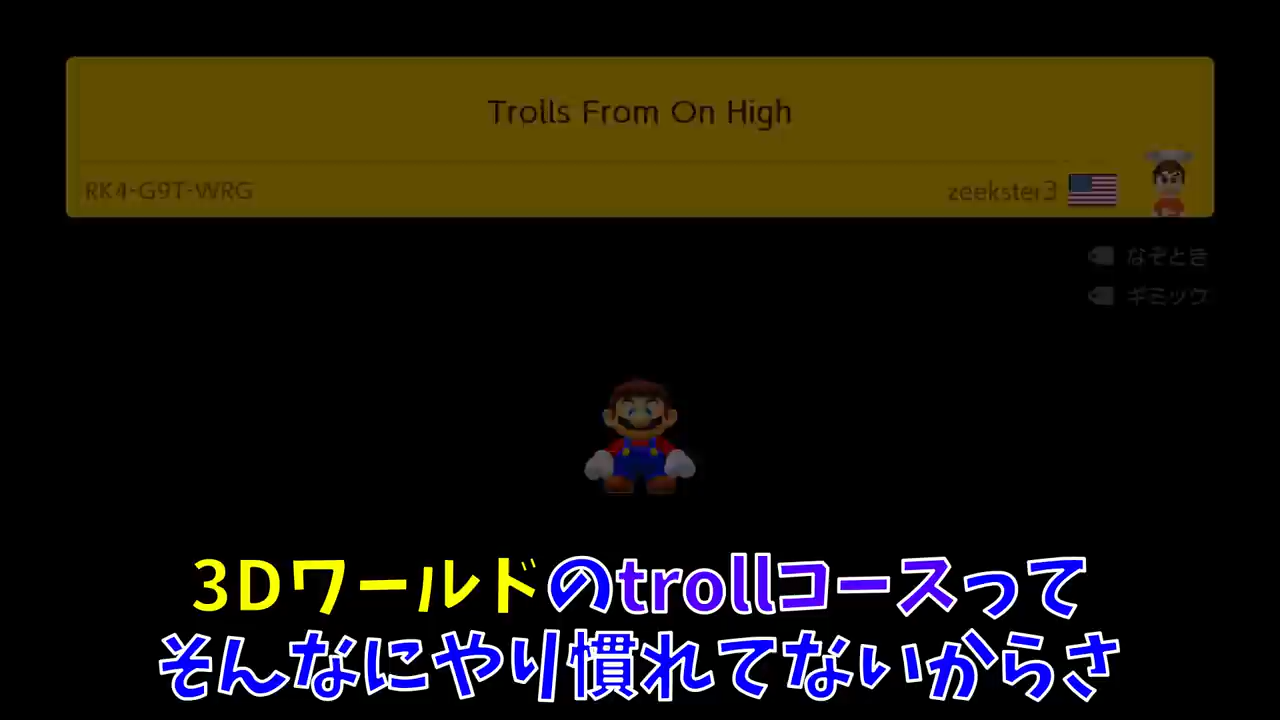 Trolls From On High
RK4-G9T-WRG
zeekster3
なぞとき
ギミック
3Dワールドのtrollコースって
そんなにやり慣れてないからさ